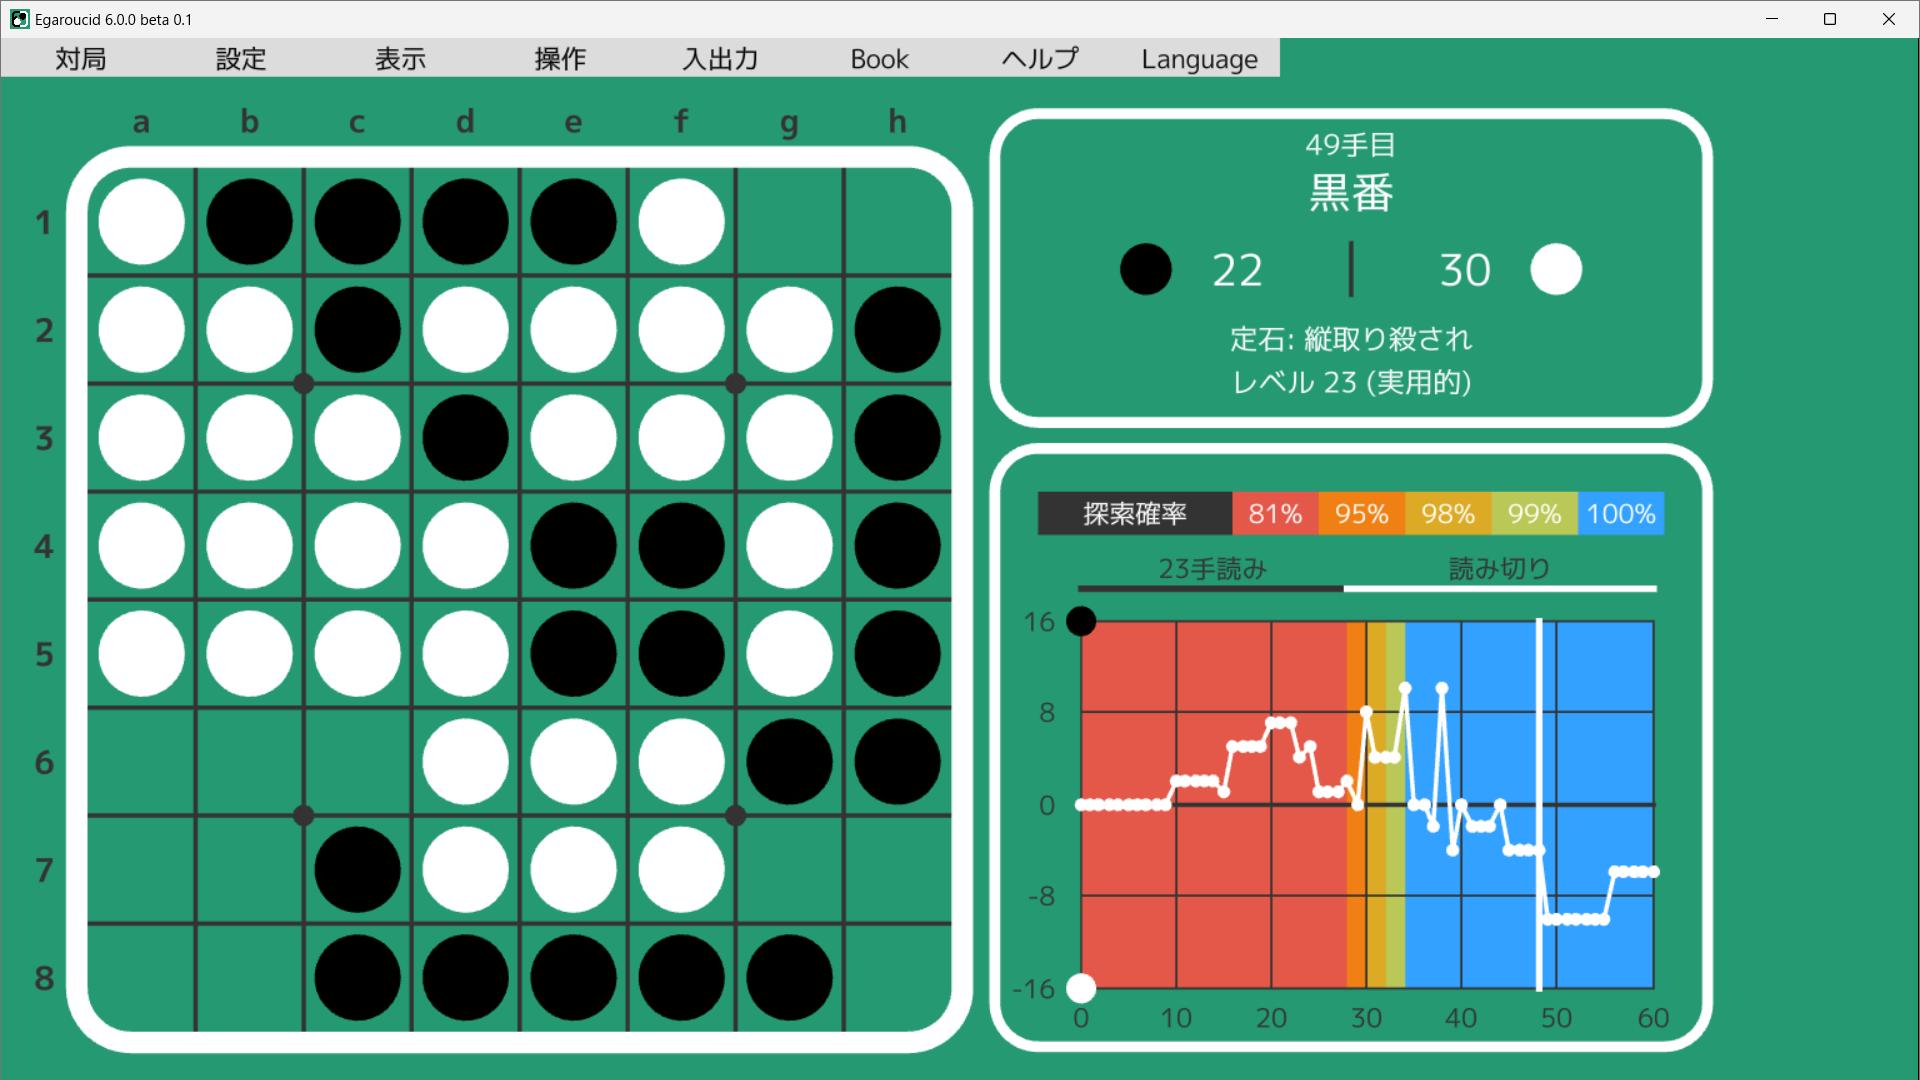 Egaroucid 6.0.0 beta 0.1
対局 設定 表示 操作 入出力 Book ヘルプ Language
a b c d e f g h
1
2
3
4
5
6
7
8
49手目
黒番
22 30
定石: 縦取り殺され
レベル 23 (実用的)
探索確率 81% 95% 98% 99% 100%
23手読み 読み切り
16
8
0
-8
-16
0 10 20 30 40 50 60